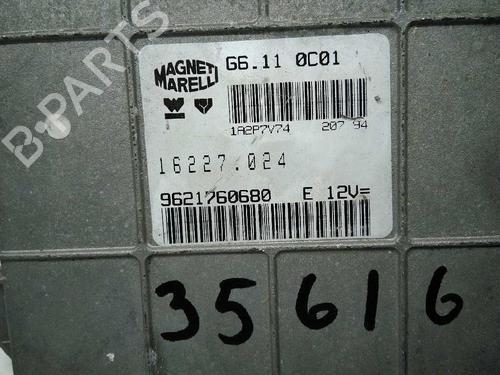 B-PARTS
MAGNETI MARELLI
G6.11 0C01
1A2P7V74 207 94
16227.024
9621760680 E 12V=
35616